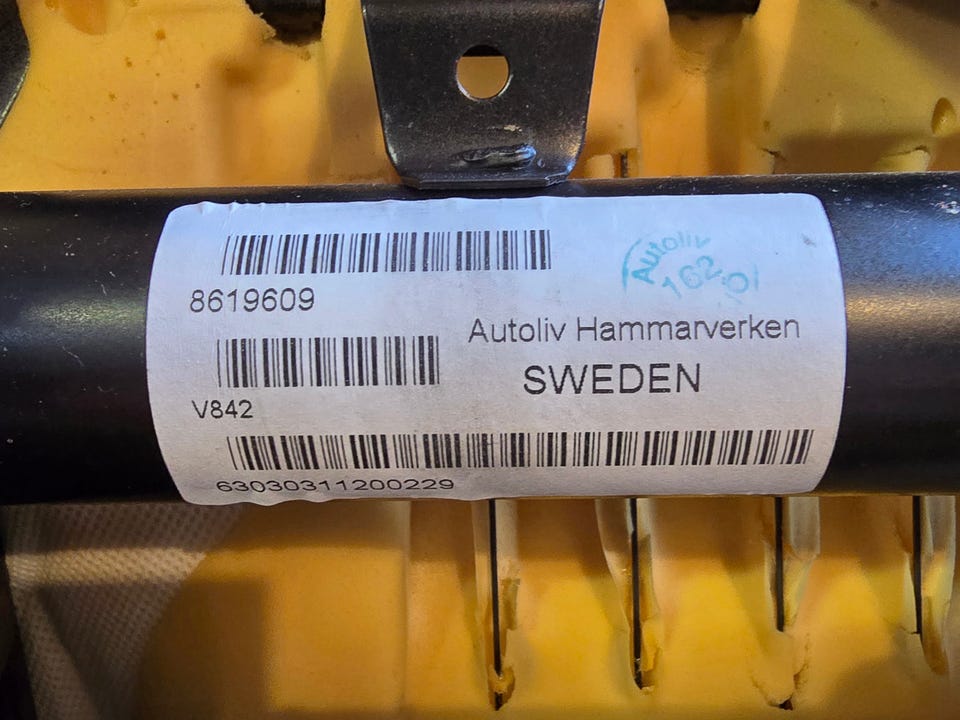 8619609
Autoliv
162
Autoliv Hammarverken
SWEDEN
V842
63030311200229